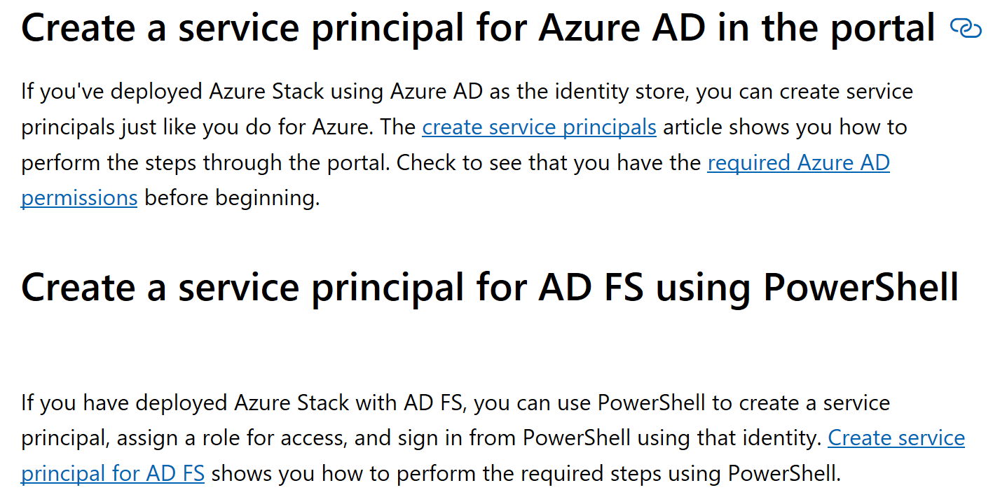 Create a service principal for Azure AD in the portal
If you've deployed Azure Stack using Azure AD as the identity store, you can create service
principals just like you do for Azure. The create service principals article shows you how to
perform the steps through the portal. Check to see that you have the required Azure AD
permissions before beginning.
Create a service principal for AD FS using PowerShell
If you have deployed Azure Stack with AD FS, you can use PowerShell to create a service
principal, assign a role for access, and sign in from PowerShell using that identity. Create service
principal for AD FS shows you how to perform the required steps using PowerShell.